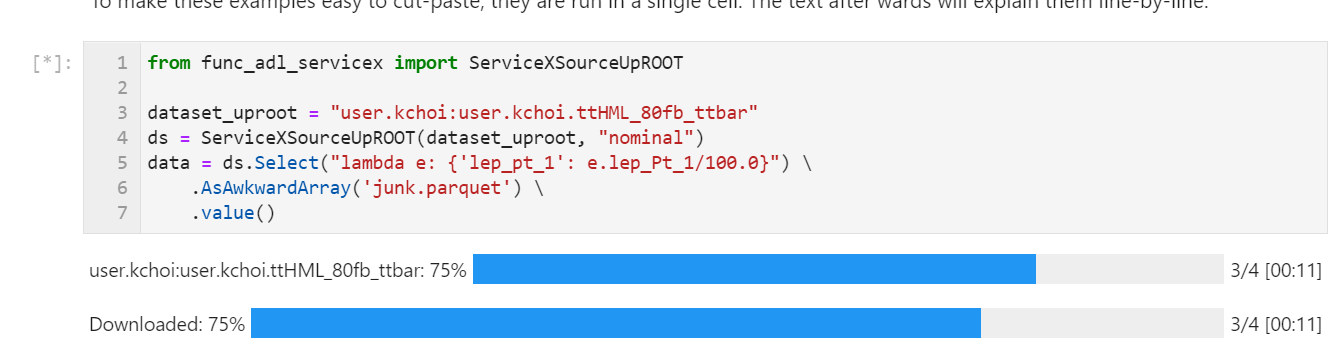 To make these examples easy to cut-paste, they are run in a single cell. The text after wards will explain them line-by-line.
[*]:
1 from func_adl_servicex import ServiceXSourceUpROOT
2
3 dataset_uproot = "user.kchoi:user.kchoi.ttHML_80fb_ttbar"
4 ds = ServiceXSourceUpROOT(dataset_uproot, "nominal")
5 data = ds.Select("lambda e: {'lep_pt_1': e.lep_Pt_1/100.0}") \
6     .AsAwkwardArray('junk.parquet') \
7     .value()
user.kchoi:user.kchoi.ttHML_80fb_ttbar: 75% 3/4 [00:11]
Downloaded: 75% 3/4 [00:11]